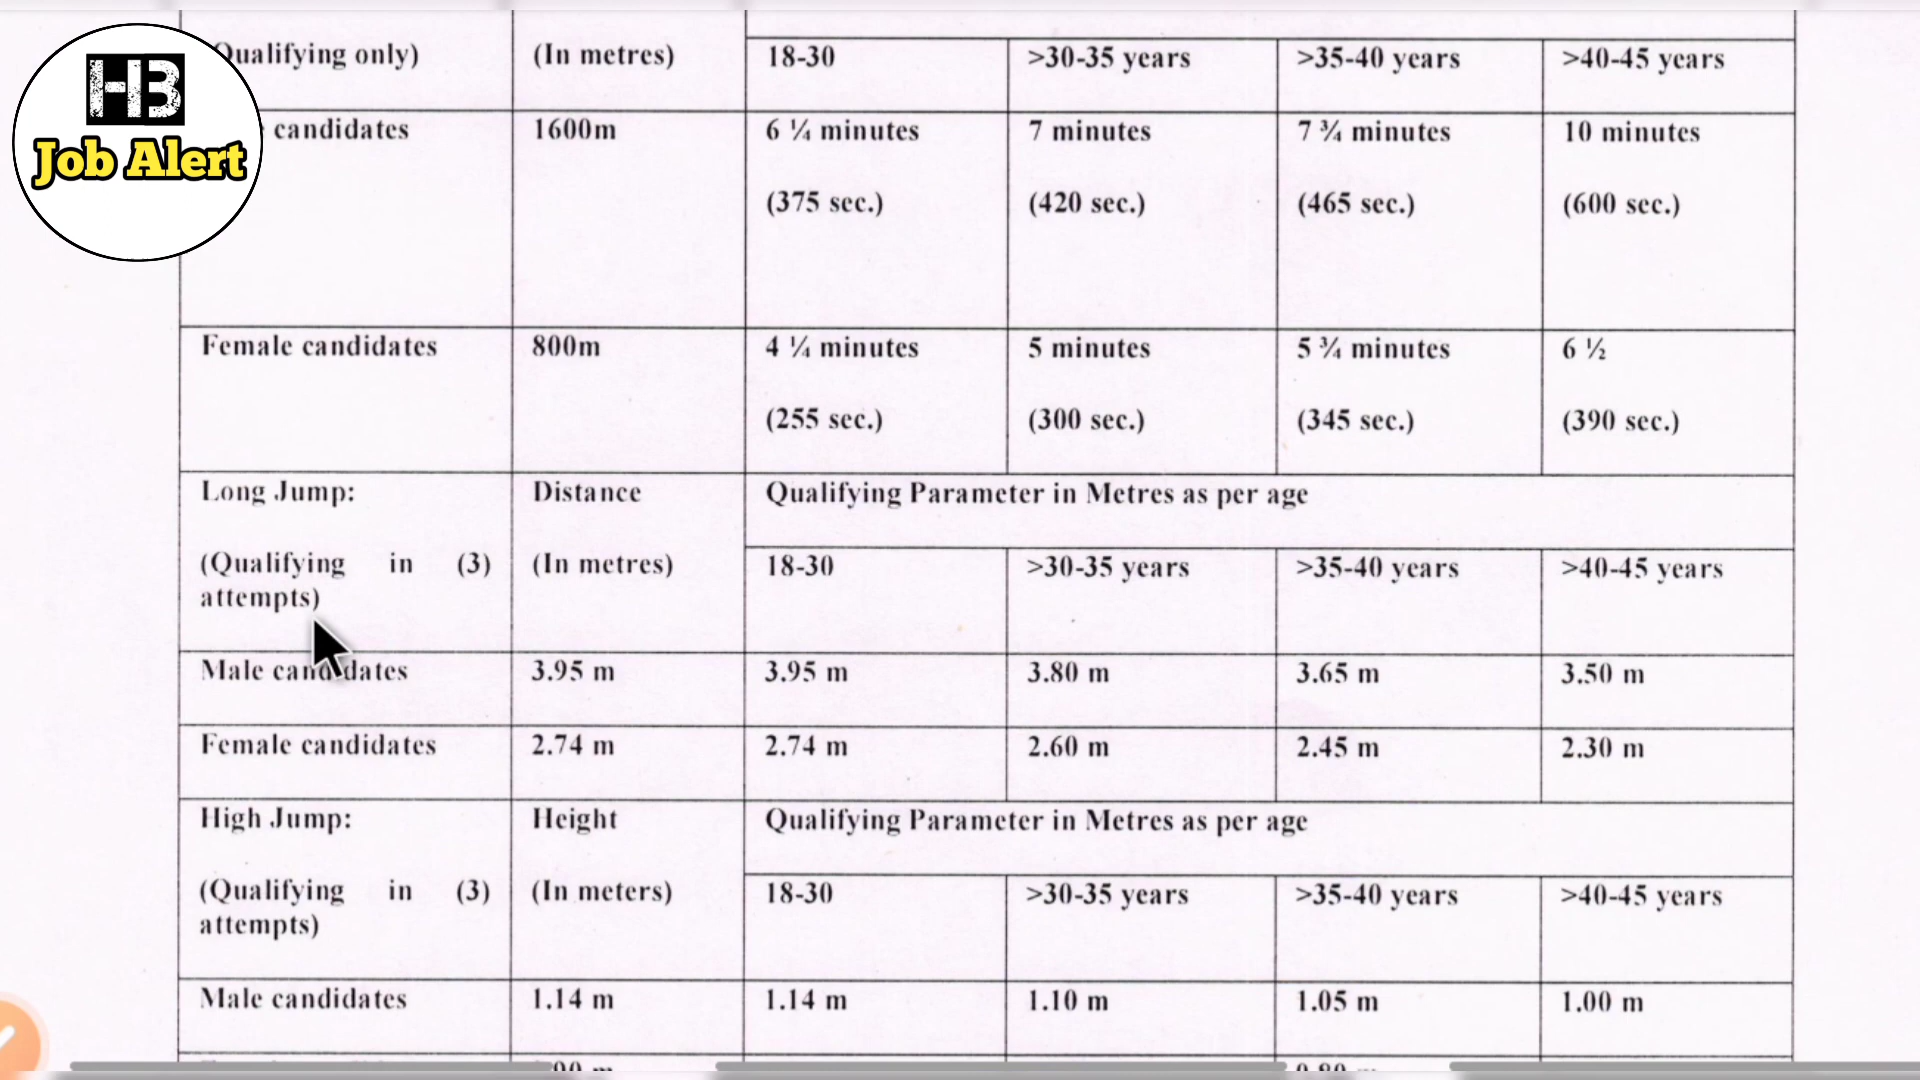 HB
Job Alert
Qualifying only)
(In metres)
18-30
>30-35 years
>35-40 years
>40-45 years
candidates
1600m
6 ¼ minutes
7 minutes
7 ¾ minutes
10 minutes
(375 sec.)
(420 sec.)
(465 sec.)
(600 sec.)
Female candidates
800m
4 ¼ minutes
5 minutes
5 ¾ minutes
6 ½
(255 sec.)
(300 sec.)
(345 sec.)
(390 sec.)
Long Jump:
Distance
Qualifying Parameter in Metres as per age
(Qualifying in (3)
attempts)
(In metres)
18-30
>30-35 years
>35-40 years
>40-45 years
Male candidates
3.95 m
3.95 m
3.80 m
3.65 m
3.50 m
Female candidates
2.74 m
2.74 m
2.60 m
2.45 m
2.30 m
High Jump:
Height
Qualifying Parameter in Metres as per age
(Qualifying in (3)
attempts)
(In meters)
18-30
>30-35 years
>35-40 years
>40-45 years
Male candidates
1.14 m
1.14 m
1.10 m
1.05 m
1.00 m